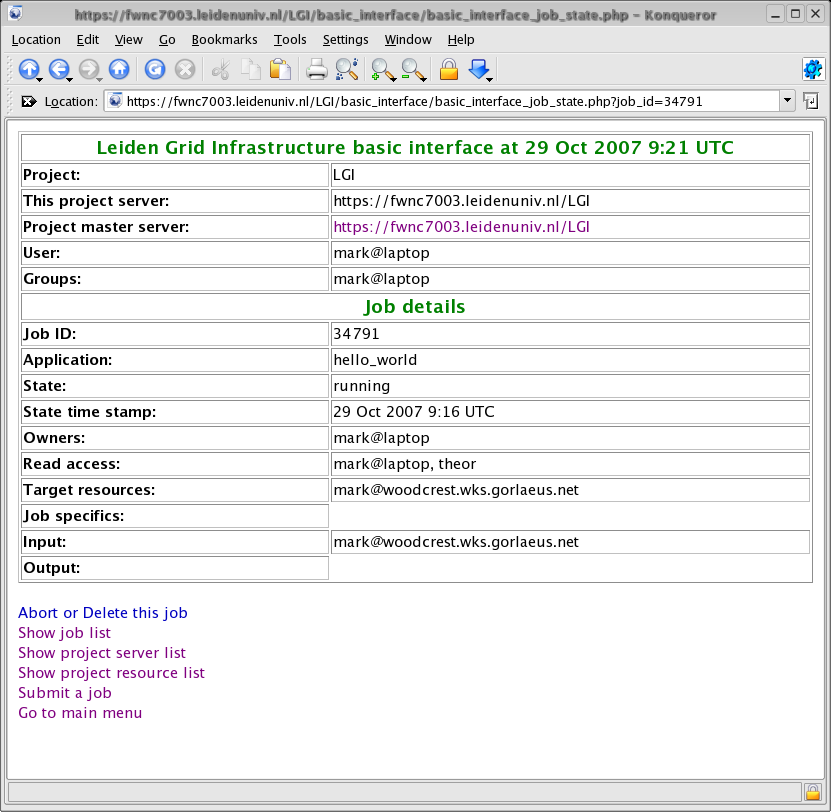 https://fwnc7003.leidenuniv.nl/LGI/basic_interface/basic_interface_job_state.php - Konqueror
Location Edit View Go Bookmarks Tools Settings Window Help
Location: https://fwnc7003.leidenuniv.nl/LGI/basic_interface/basic_interface_job_state.php?job_id=34791
Leiden Grid Infrastructure basic interface at 29 Oct 2007 9:21 UTC
Project: LGI
This project server: https://fwnc7003.leidenuniv.nl/LGI
Project master server: https://fwnc7003.leidenuniv.nl/LGI
User: mark@laptop
Groups: mark@laptop
Job details
Job ID: 34791
Application: hello_world
State: running
State time stamp: 29 Oct 2007 9:16 UTC
Owners: mark@laptop
Read access: mark@laptop, theor
Target resources: mark@woodcrest.wks.gorlaeus.net
Job specifics:
Input: mark@woodcrest.wks.gorlaeus.net
Output:
Abort or Delete this job
Show job list
Show project server list
Show project resource list
Submit a job
Go to main menu